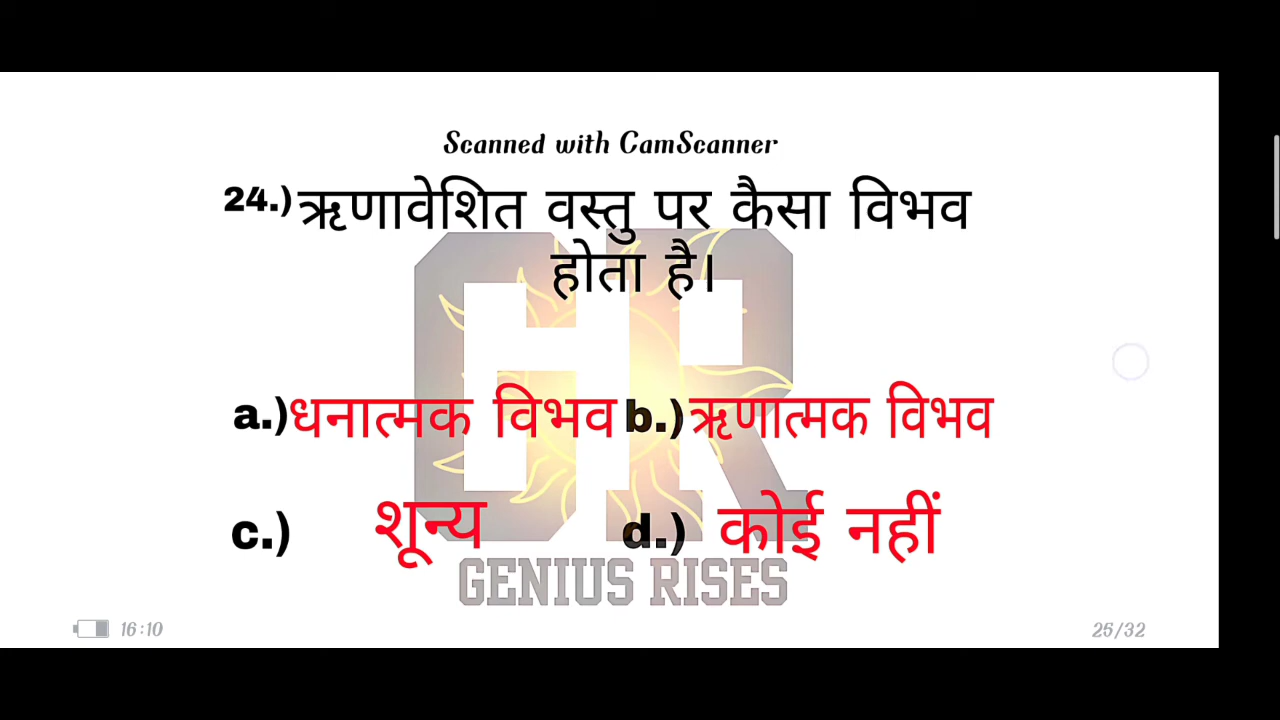 Scanned with CamScanner
24.) ऋणावेशित वस्तु पर कैसा विभव
होता है।
a.) धनात्मक विभव b.) ऋणात्मक विभव
c.) शून्य d.) कोई नहीं
GR
GENIUS RISES
16:10 25/32